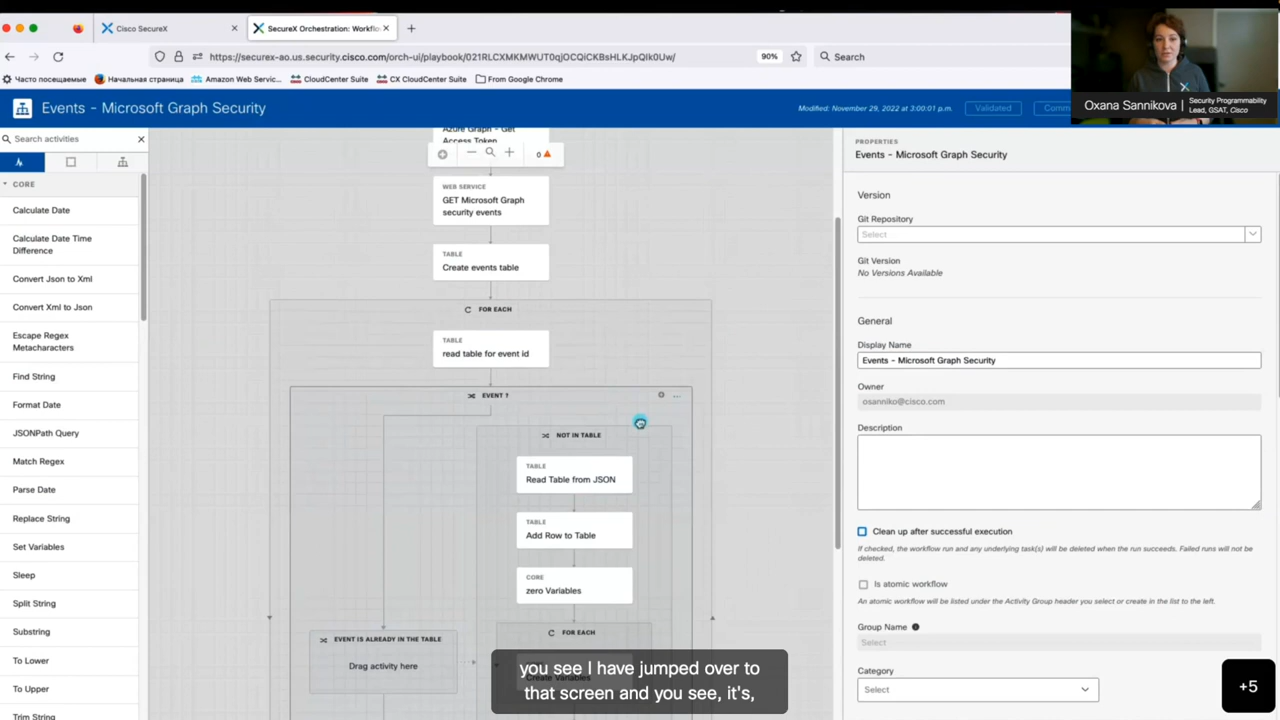 Cisco SecureX
SecureX Orchestration: Workflo
https://securex-ao.us.security.cisco.com/orch-ui/playbook/
90%
Search
Часто посещаемые
Начальная страница
Amazon Web Servic...
CloudCenter Suite
CX CloudCenter Suite
From Google Chrome
Oxana Sannikova
Security Programmability
Lead, GSAT, Cisco
Events - Microsoft Graph Security
Modified: November 29, 2022 at 3:00:01 p.m.
Validated
Comm
Search activities
CORE
Calculate Date
Calculate Date Time
Difference
Convert Json to Xml
Convert Xml to Json
Escape Regex
Metacharacters
Find String
Format Date
JSONPath Query
Match Regex
Parse Date
Replace String
Set Variables
Sleep
Split String
Substring
To Lower
To Upper
Trim String
Azure Graph - Get
Access Token
0
WEB SERVICE
GET Microsoft Graph
security events
TABLE
Create events table
FOR EACH
TABLE
read table for event id
EVENT ?
NOT IN TABLE
TABLE
Read Table from JSON
TABLE
Add Row to Table
CORE
zero Variables
FOR EACH
EVENT IS ALREADY IN THE TABLE
Drag activity here
Create Variables
you see I have jumped over to
that screen and you see, it's,
PROPERTIES
Events - Microsoft Graph Security
Version
Git Repository
Select
Git Version
No Versions Available
General
Display Name
Events - Microsoft Graph Security
Owner
osanniko@cisco.com
Description
Clean up after successful execution
If checked, the workflow run and any underlying task(s) will be deleted when the run succeeds. Failed runs will not be
deleted.
Is atomic workflow
An atomic workflow will be listed under the Activity Group header you select or create in the list to the left.
Group Name
Select
Category
Select
+5